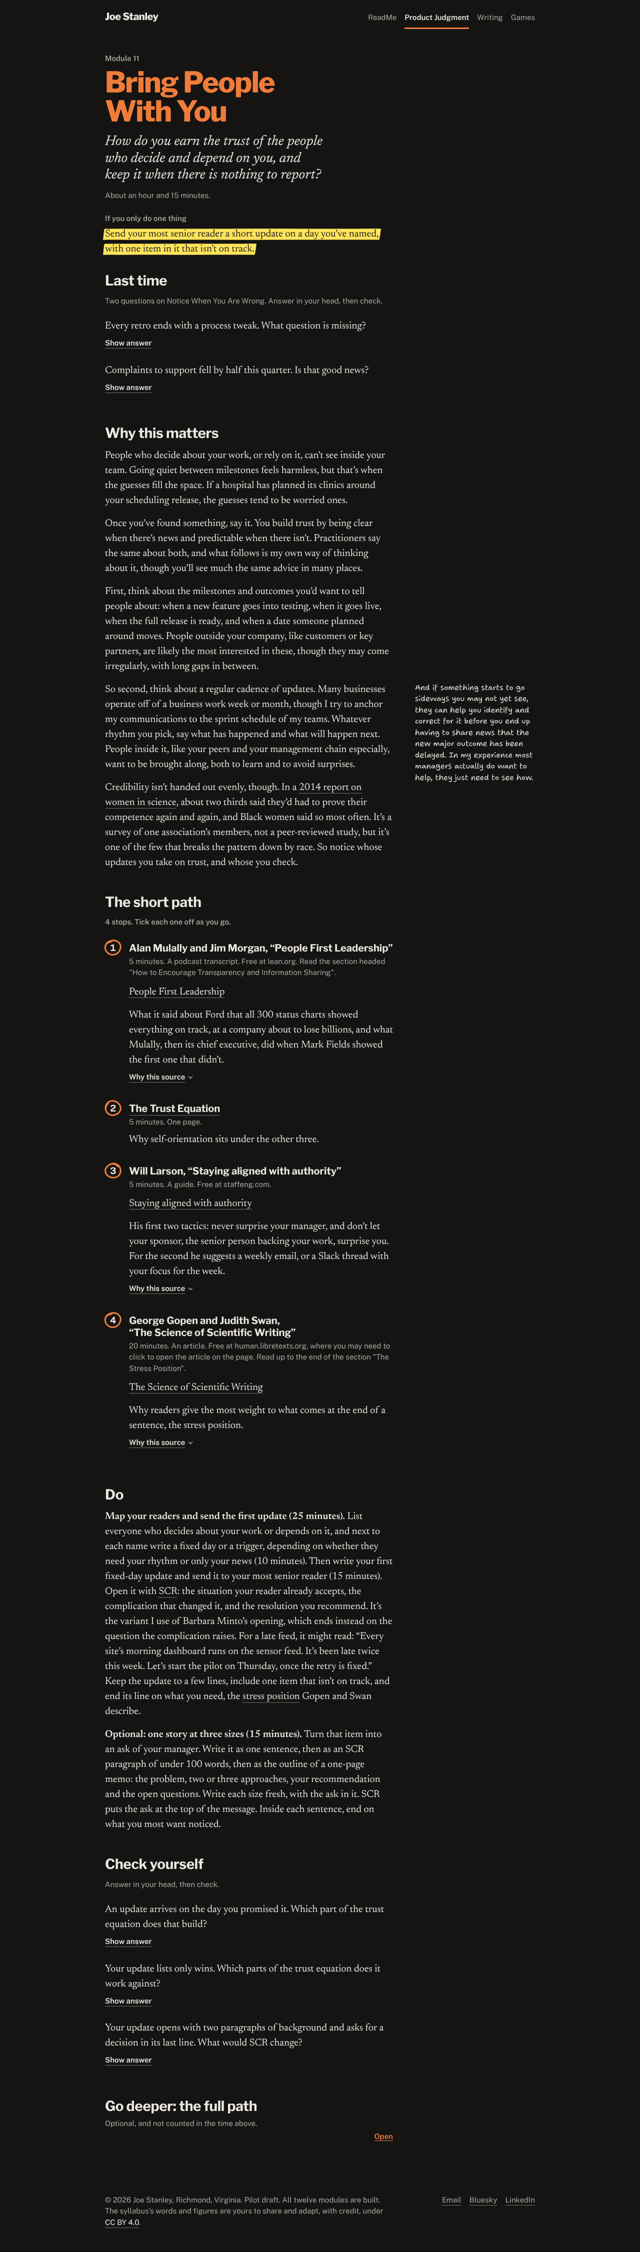 Joe Stanley
ReadMe Product Judgment Writing Games
Module 11
Bring People
With You
How do you earn the trust of the people
who decide and depend on you, and
keep it when there is nothing to report?
About an hour and 15 minutes.
If you only do one thing
Send your most senior reader a short update on a day you've named,
with one item in it that isn't on track.
Last time
Two questions on Notice When You Are Wrong. Answer in your head, then check.
Every retro ends with a process tweak. What question is missing?
Show answer
Complaints to support fell by half this quarter. Is that good news?
Show answer
Why this matters
People who decide about your work, or rely on it, can't see inside your
team. Going quiet between milestones feels harmless, but that's when
the guesses fill the space. If a hospital has planned its clinics around
your scheduling release, the guesses tend to be worried ones.
Once you've found something, say it. You build trust by being clear
when there's news and predictable when there isn't. Practitioners say
the same about both, and what follows is my own way of thinking
about it, though you'll see much the same advice in many places.
First, think about the milestones and outcomes you'd want to tell
people about: when a new feature goes into testing, when it goes live,
when the full release is ready, and when a date someone planned
around moves. People outside your company, like customers or key
partners, are likely the most interested in these, though they may come
irregularly, with long gaps in between.
So second, think about a regular cadence of updates. Many businesses
operate off of a business work week or month, though I try to anchor
my communications to the sprint schedule of my teams. Whatever
rhythm you pick, say what has happened and what will happen next.
People inside it, like your peers and your management chain especially,
want to be brought along, both to learn and to avoid surprises.
And if something starts to go
sideways you may not yet see,
they can help you identify and
correct for it before you end up
having to share news that the
new major outcome has been
delayed. In my experience most
managers actually do want to
help, they just need to see how.
Credibility isn't handed out evenly, though. In a 2014 report on
women in science, about two thirds said they'd had to prove their
competence again and again, and Black women said so most often. It's a
survey of one association's members, not a peer-reviewed study, but it's
one of the few that breaks the pattern down by race. So notice whose
updates you take on trust, and whose you check.
The short path
4 stops. Tick each one off as you go.
1 Alan Mulally and Jim Morgan, “People First Leadership”
5 minutes. A podcast transcript. Free at lean.org. Read the section headed
"How to Encourage Transparency and Information Sharing".
People First Leadership
What it said about Ford that all 300 status charts showed
everything on track, at a company about to lose billions, and what
Mulally, then its chief executive, did when Mark Fields showed
the first one that didn't.
Why this source
2 The Trust Equation
5 minutes. One page.
Why self-orientation sits under the other three.
3 Will Larson, “Staying aligned with authority”
5 minutes. A guide. Free at staffeng.com.
Staying aligned with authority
His first two tactics: never surprise your manager, and don't let
your sponsor, the senior person backing your work, surprise you.
For the second he suggests a weekly email, or a Slack thread with
your focus for the week.
Why this source
4 George Gopen and Judith Swan,
“The Science of Scientific Writing”
20 minutes. An article. Free at human.libretexts.org, where you may need to
click to open the article on the page. Read up to the end of the section "The
Stress Position".
The Science of Scientific Writing
Why readers give the most weight to what comes at the end of a
sentence, the stress position.
Why this source
Do
Map your readers and send the first update (25 minutes). List
everyone who decides about your work or depends on it, and next to
each name write a fixed day or a trigger, depending on whether they
need your rhythm or only your news (10 minutes). Then write your first
fixed-day update and send it to your most senior reader (15 minutes).
Open it with SCR: the situation your reader already accepts, the
complication that changed it, and the resolution you recommend. It's
the variant I use of Barbara Minto's opening, which ends instead on the
question the complication raises. For a late feed, it might read: “Every
site's morning dashboard runs on the sensor feed. It's been late twice
this week. Let's start the pilot on Thursday, once the retry is fixed.”
Keep the update to a few lines, include one item that isn't on track, and
end its line on what you need, the stress position Gopen and Swan
describe.
Optional: one story at three sizes (15 minutes). Turn that item into
an ask of your manager. Write it as one sentence, then as an SCR
paragraph of under 100 words, then as the outline of a one-page
memo: the problem, two or three approaches, your recommendation
and the open questions. Write each size fresh, with the ask in it. SCR
puts the ask at the top of the message. Inside each sentence, end on
what you most want noticed.
Check yourself
Answer in your head, then check.
An update arrives on the day you promised it. Which part of the trust
equation does that build?
Show answer
Your update lists only wins. Which parts of the trust equation does it
work against?
Show answer
Your update opens with two paragraphs of background and asks for a
decision in its last line. What would SCR change?
Show answer
Go deeper: the full path
Optional, and not counted in the time above.
Open
© 2026 Joe Stanley, Richmond, Virginia. Pilot draft. All twelve modules are built.
The syllabus's words and figures are yours to share and adapt, with credit, under
CC BY 4.0.
Email Bluesky LinkedIn